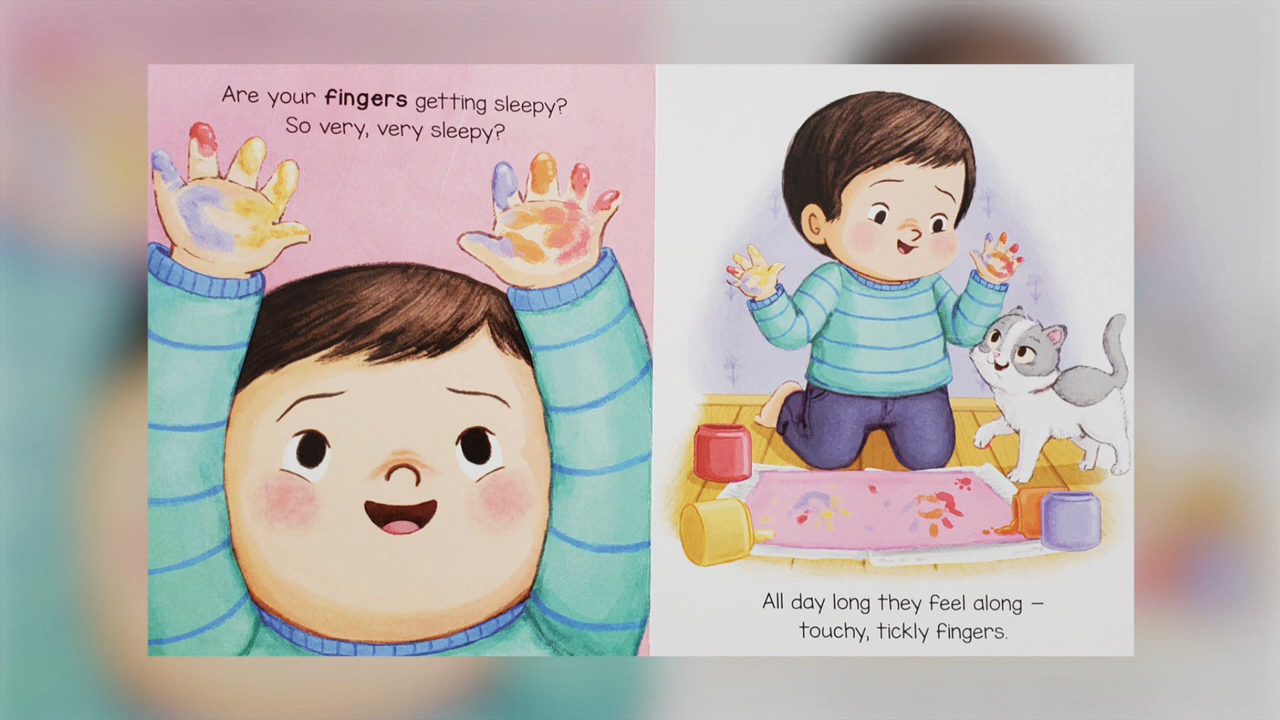 Are your fingers getting sleepy?
So very, very sleepy?
All day long they feel along –
touchy, tickly fingers.